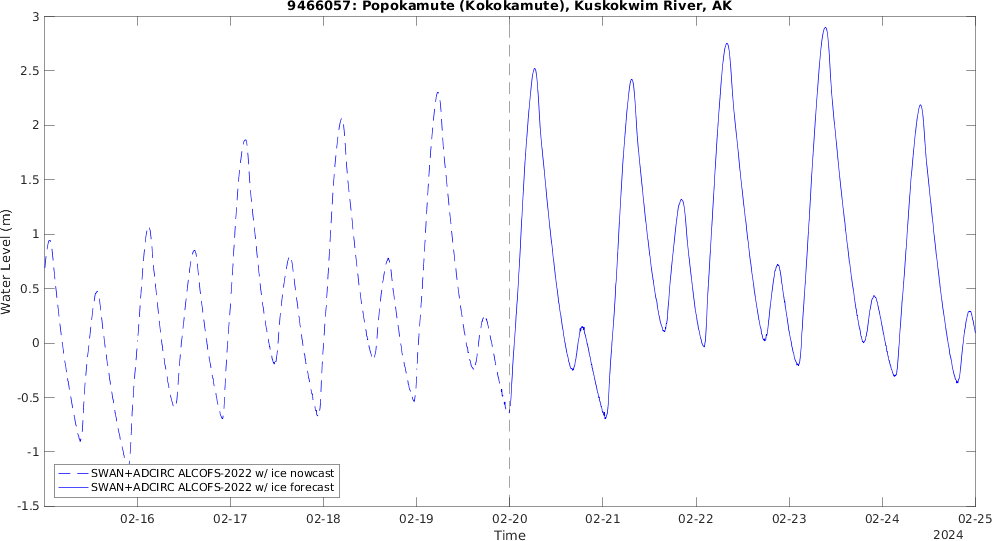 9466057: Popokamute (Kokokamute), Kuskokwim River, AK
Water Level (m)
3
2.5
2
1.5
1
0.5
0
-0.5
-1
-1.5
SWAN+ADCIRC ALCOFS-2022 w/ ice nowcast
SWAN+ADCIRC ALCOFS-2022 w/ ice forecast
02-16 02-17 02-18 02-19 02-20 02-21 02-22 02-23 02-24 02-25
Time
2024